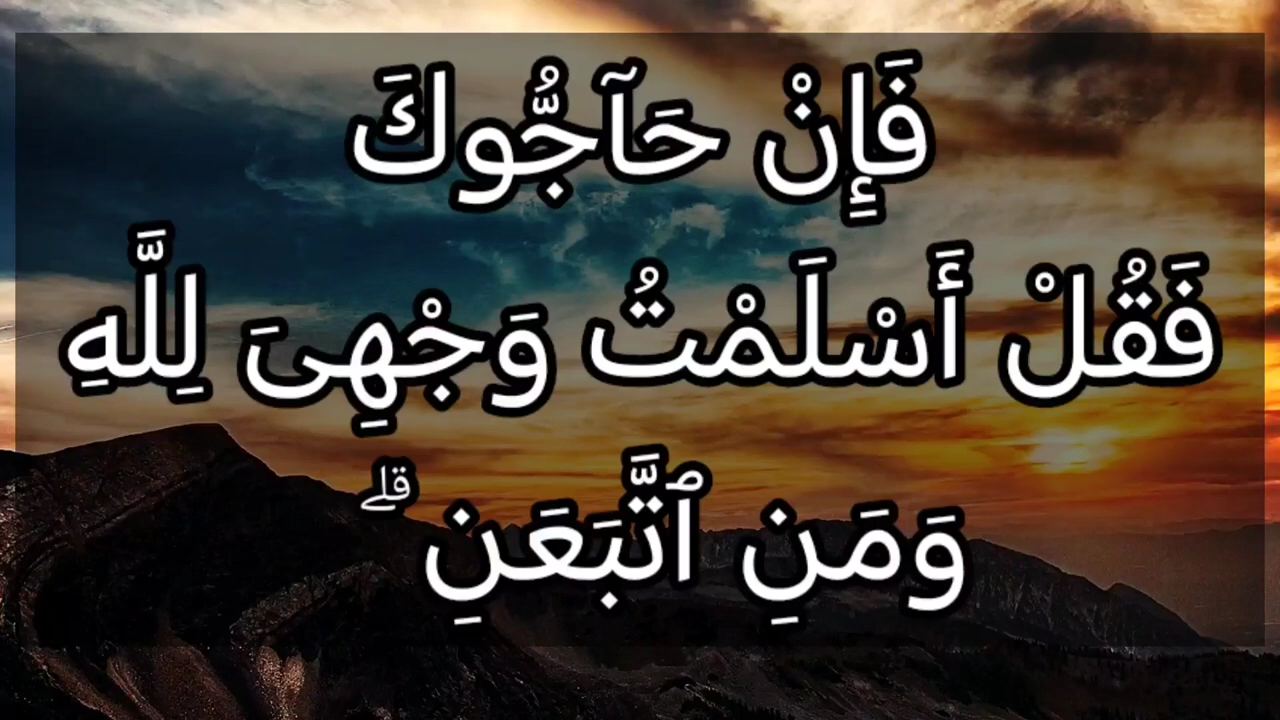 فَإِنْ حَآجُّوكَ
فَقُلْ أَسْلَمْتُ وَجْهِىَ لِلَّهِ
وَمَنِ ٱتَّبَعَنِ ۗ